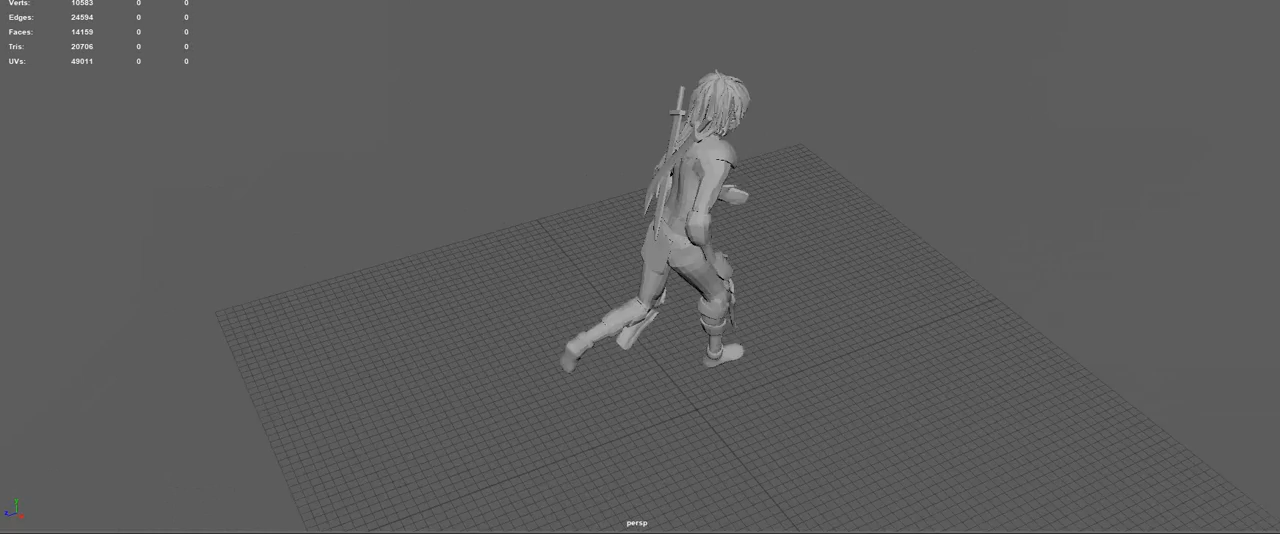 Verts: 10583 0 0
Edges: 24594 0 0
Faces: 14159 0 0
Tris: 20706 0 0
UVs: 49011 0 0
y
z
persp